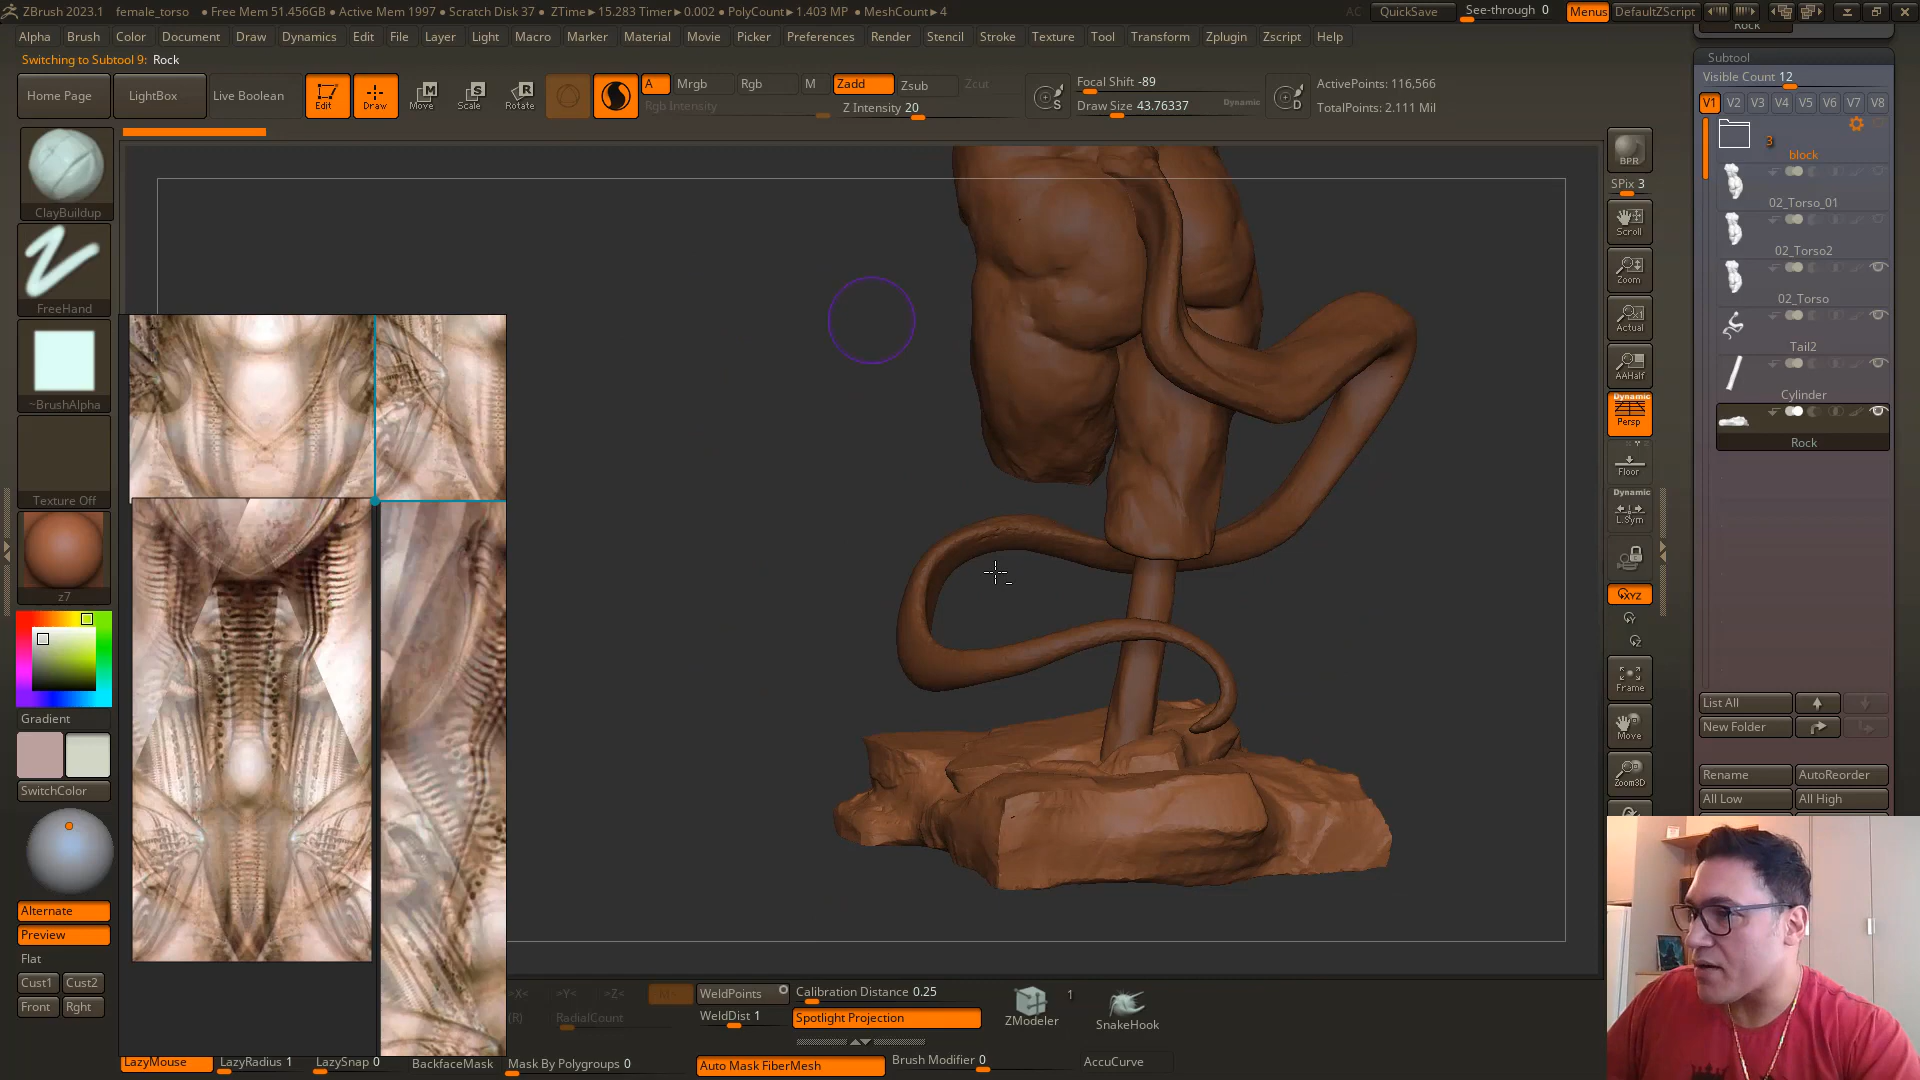 ZBrush 2023.1 female_torso • Free Mem 51.456GB • Active Mem 1997 • Scratch Disk 37 • ZTime►15.283 Timer►0.002 • PolyCount►1.403 MP • MeshCount►4
AC QuickSave See-through 0 Menus DefaultZScript
Alpha Brush Color Document Draw Dynamics Edit File Layer Light Macro Marker Material Movie Picker Preferences Render Stencil Stroke Texture Tool Transform Zplugin Zscript Help
Rock
Switching to Subtool 9: Rock
Subtool
Visible Count 12
Home Page LightBox Live Boolean Edit Draw Move Scale Rotate
A Mrgb Rgb M Zadd Zsub Zcut
Rgb Intensity Z Intensity 20
Focal Shift -89
Draw Size 43.76337 Dynamic
S D
ActivePoints: 116,566
TotalPoints: 2.111 Mil
V1 V2 V3 V4 V5 V6 V7 V8
3
block
02_Torso_01
02_Torso2
02_Torso
Tail2
Cylinder
Rock
List All
New Folder
Rename AutoReorder
All Low All High
ClayBuildup
FreeHand
~BrushAlpha
Texture Off
z7
Gradient
SwitchColor
Alternate
Preview
Flat
Cust1 Cust2
Front Rght
BPR
SPix 3
Scroll
Zoom
Actual
AAHalf
Dynamic
Persp
Floor
Dynamic
L.Sym
XYZ
Y
Z
Frame
Move
Zoom3D
>X< >Y< >Z< >M< WeldPoints Calibration Distance 0.25
(R) RadialCount WeldDist 1 Spotlight Projection
ZModeler 1 SnakeHook
LazyMouse LazyRadius 1 LazySnap 0 BackfaceMask Mask By Polygroups 0 Auto Mask FiberMesh Brush Modifier 0 AccuCurve